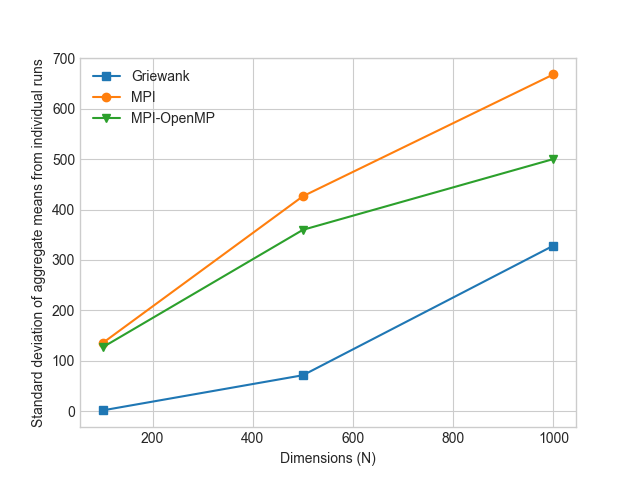 Standard deviation of aggregate means from individual runs
700
600
500
400
300
200
100
0
Griewank
MPI
MPI-OpenMP
200
400
600
800
1000
Dimensions (N)